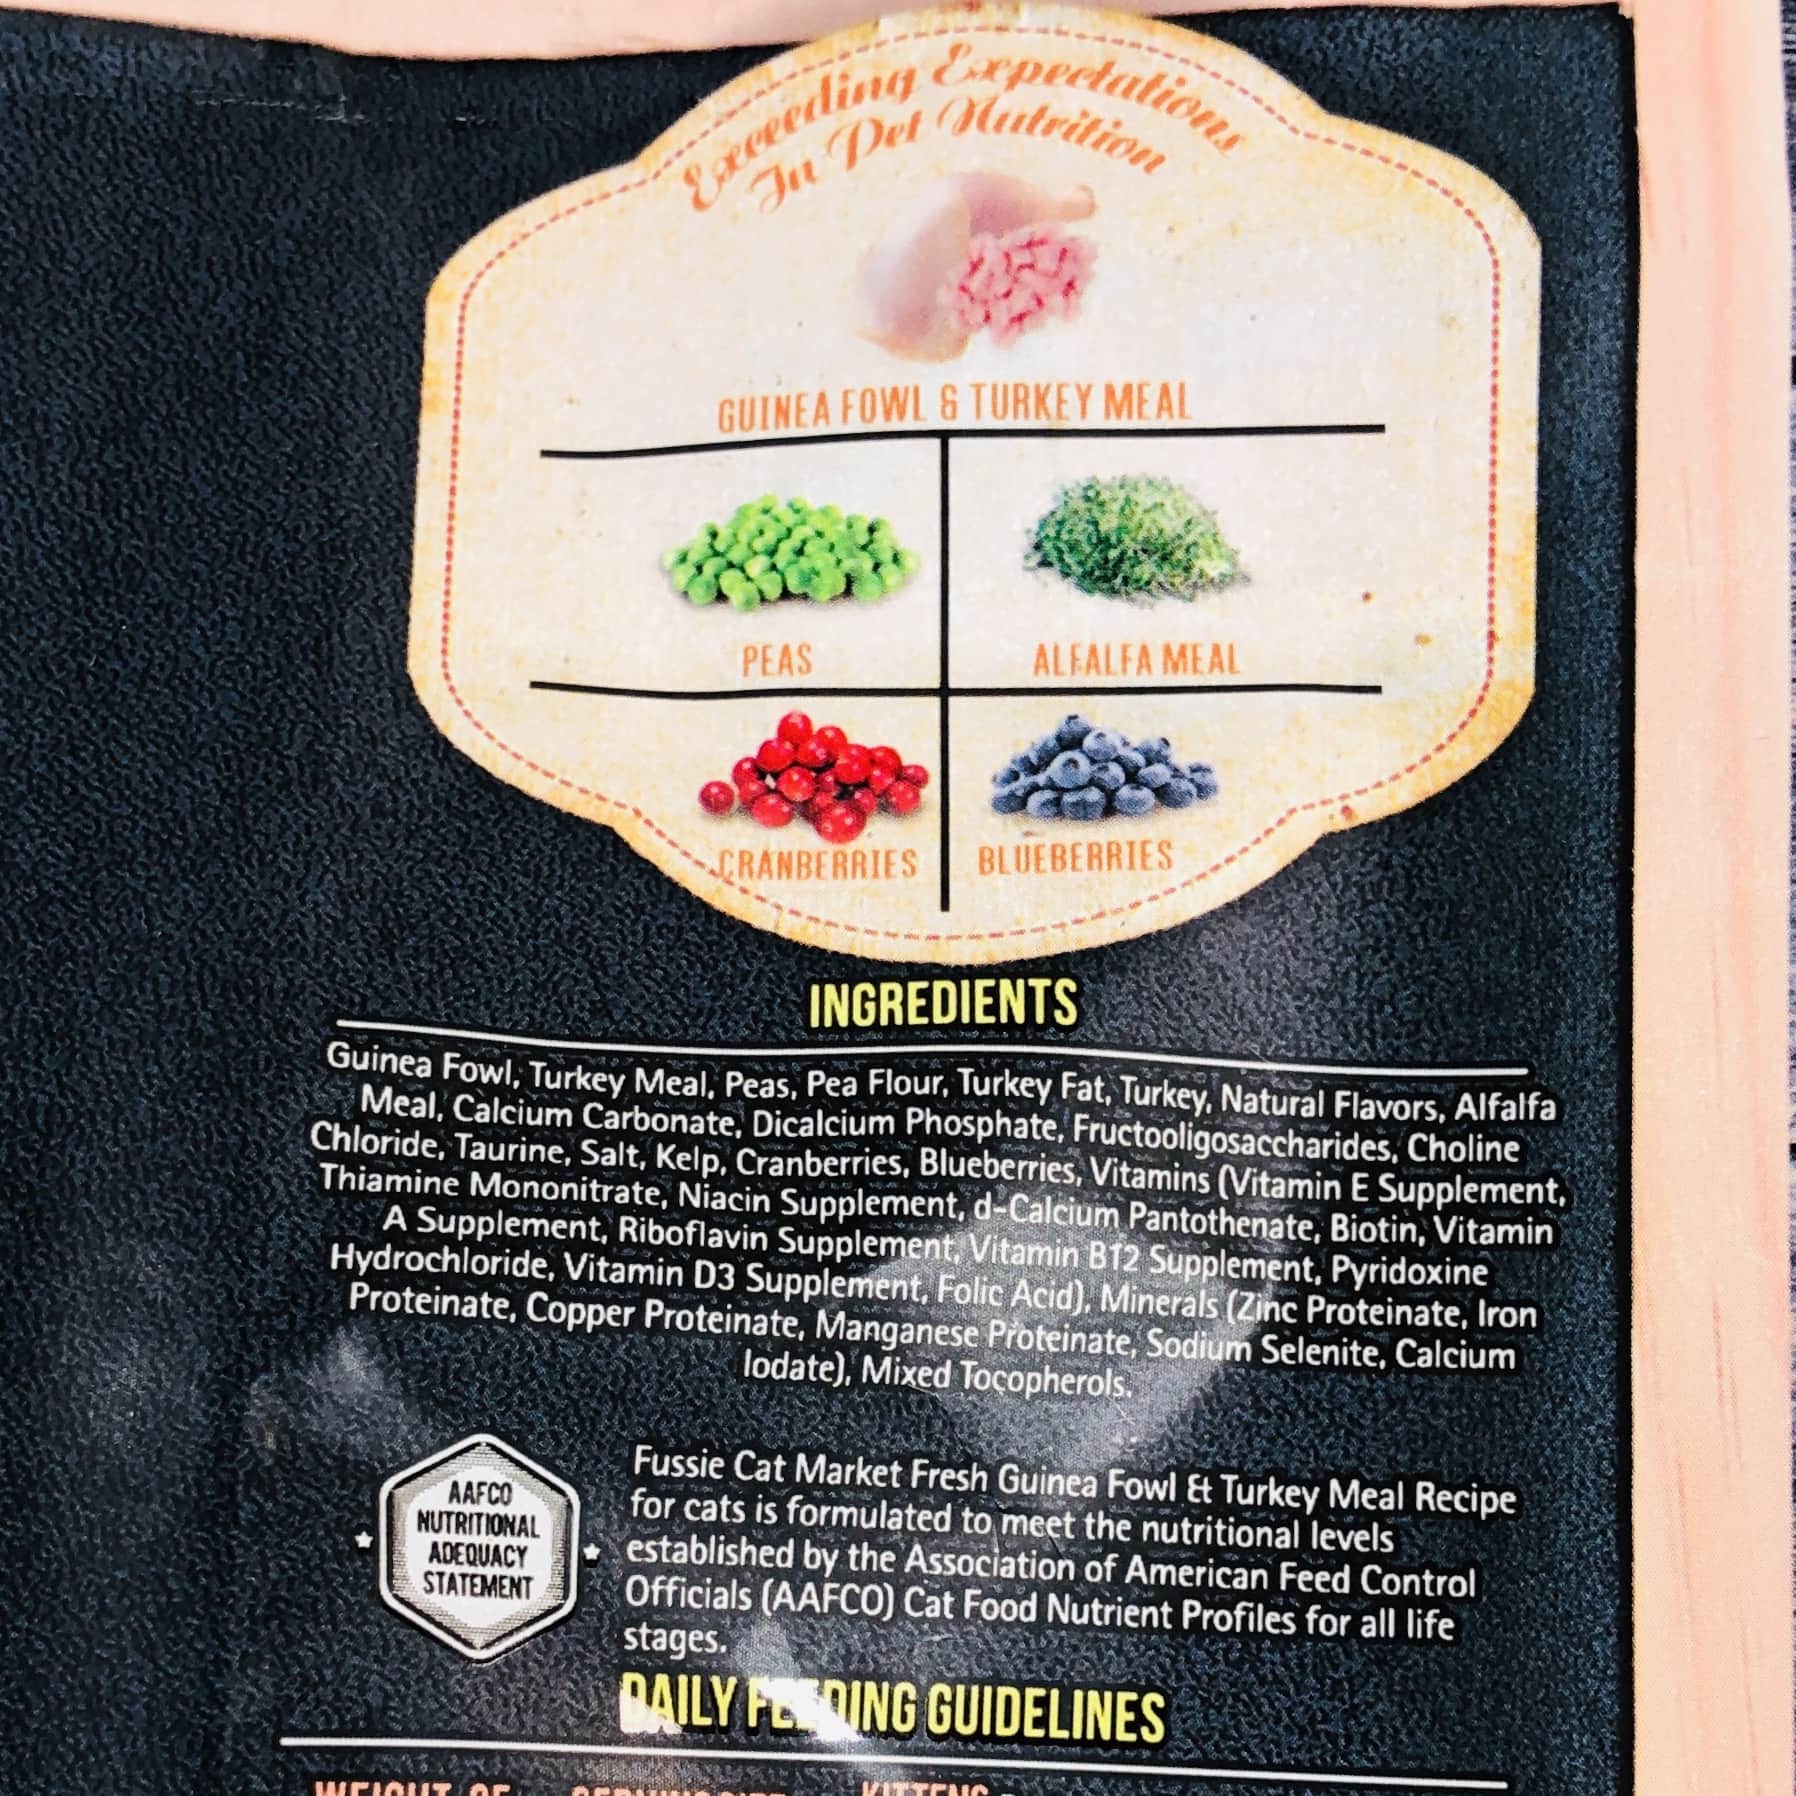 Exceeding Expectations
In Pet Nutrition
GUINEA FOWL & TURKEY MEAL
PEAS
ALFALFA MEAL
CRANBERRIES
BLUEBERRIES
INGREDIENTS
Guinea Fowl, Turkey Meal, Peas, Pea Flour, Turkey Fat, Turkey, Natural Flavors, Alfalfa
Meal, Calcium Carbonate, Dicalcium Phosphate, Fructooligosaccharides, Choline
Chloride, Taurine, Salt, Kelp, Cranberries, Blueberries, Vitamins (Vitamin E Supplement,
Thiamine Mononitrate, Niacin Supplement, d-Calcium Pantothenate, Biotin, Vitamin
A Supplement, Riboflavin Supplement, Vitamin B12 Supplement, Pyridoxine
Hydrochloride, Vitamin D3 Supplement, Folic Acid), Minerals (Zinc Proteinate, Iron
Proteinate, Copper Proteinate, Manganese Proteinate, Sodium Selenite, Calcium
Iodate), Mixed Tocopherols.
AAFCO
NUTRITIONAL
ADEQUACY
STATEMENT
Fussie Cat Market Fresh Guinea Fowl & Turkey Meal Recipe
for cats is formulated to meet the nutritional levels
established by the Association of American Feed Control
Officials (AAFCO) Cat Food Nutrient Profiles for all life
stages.
DAILY FEEDING GUIDELINES
WEIGHT OF
KITTENS